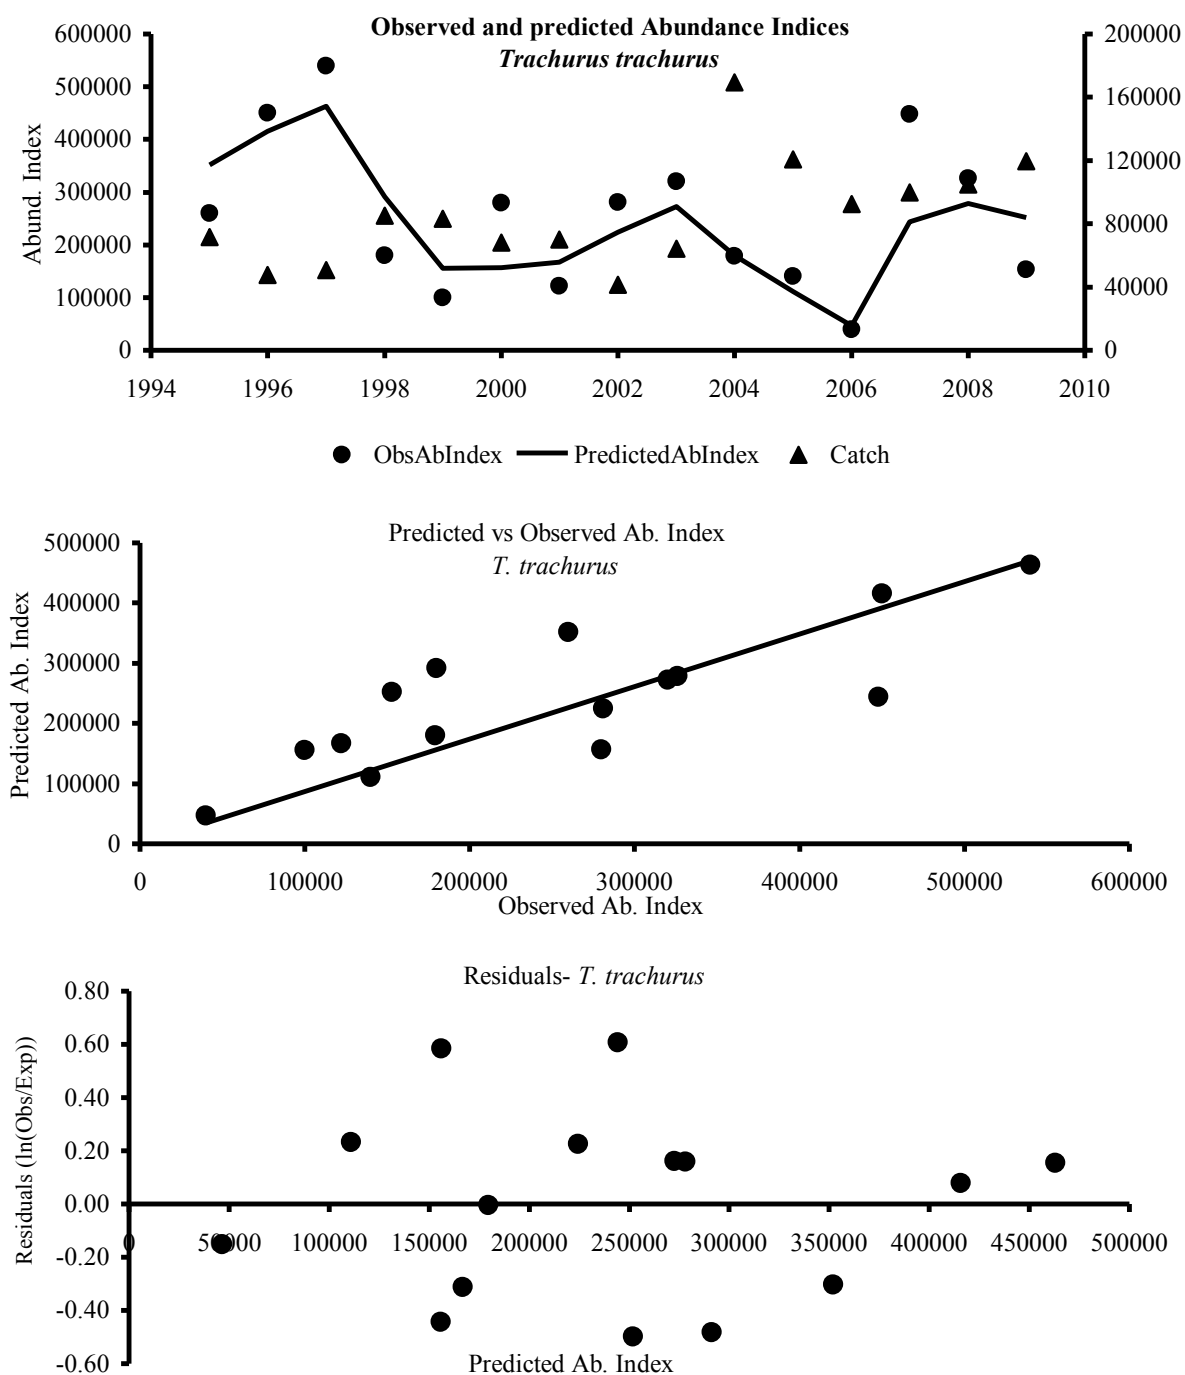 Observed and predicted Abundance Indices
Trachurus trachurus
600000 200000
500000
160000
400000
120000
300000
80000
200000
40000
100000
0 0
Abund. Index
1994 1996 1998 2000 2002 2004 2006 2008 2010
ObsAbIndex PredictedAbIndex Catch
Predicted vs Observed Ab. Index
T. trachurus
500000
400000
300000
200000
100000
0
Predicted Ab. Index
0 100000 200000 300000 400000 500000 600000
Observed Ab. Index
Residuals- T. trachurus
0.80
0.60
0.40
0.20
0.00
-0.20
-0.40
-0.60
Residuals (ln(Obs/Exp))
0 50000 100000 150000 200000 250000 300000 350000 400000 450000 500000
Predicted Ab. Index